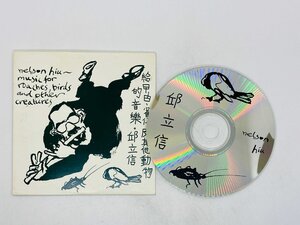 nelson hiu~
music for
roaches, birds
and other
creatures
給甲由、雀仔及其他動物
的音樂·邱立信
邱立信
nelson
hiu